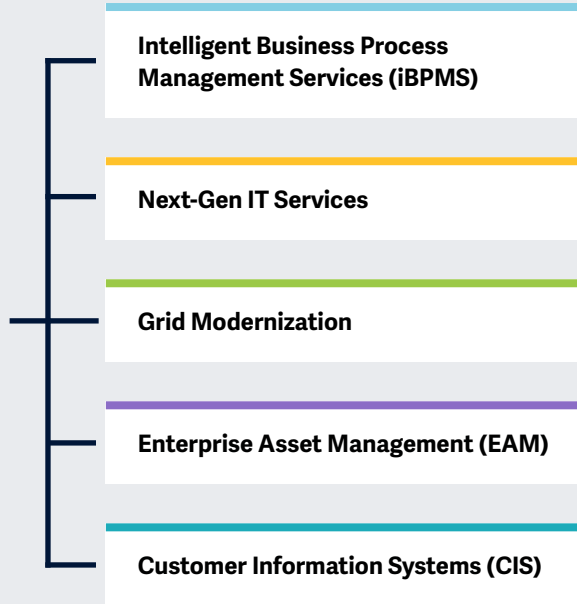 Intelligent Business Process
Management Services (iBPMS)
Next-Gen IT Services
Grid Modernization
Enterprise Asset Management (EAM)
Customer Information Systems (CIS)